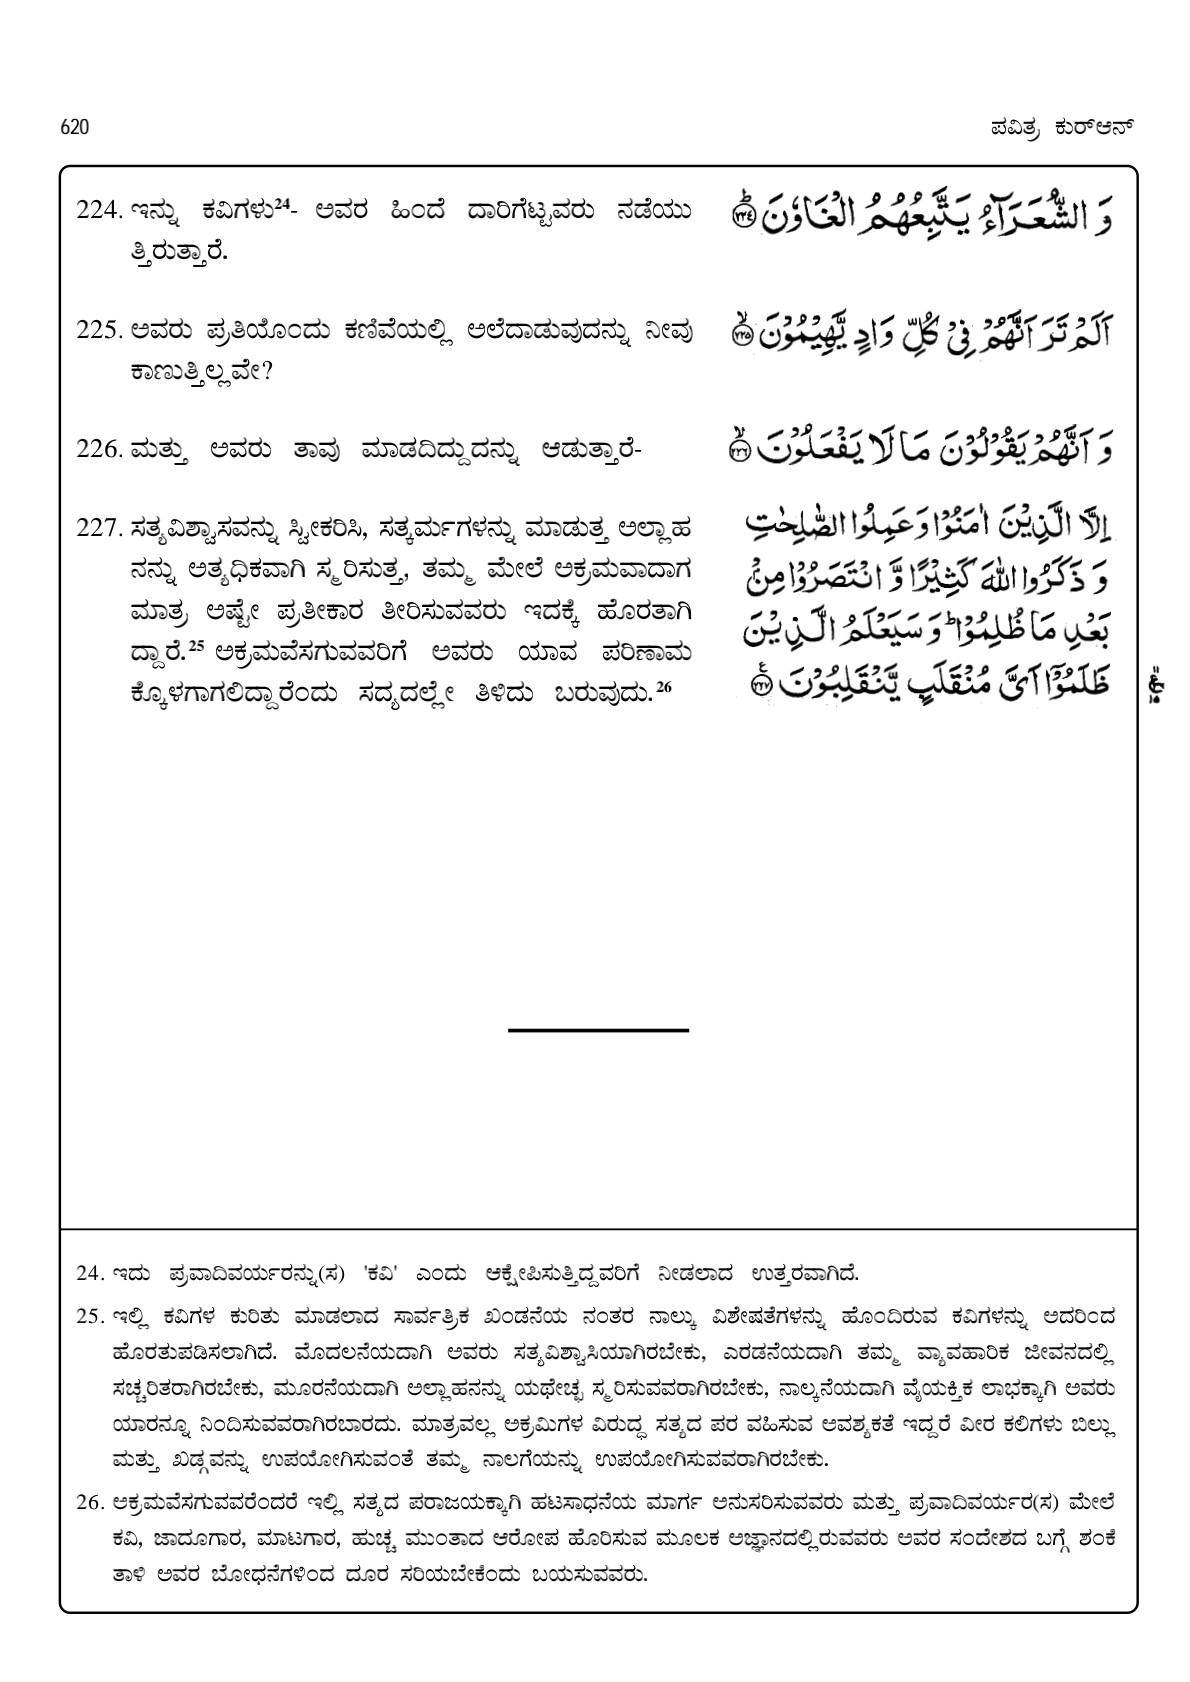 620
ಪವಿತ್ರ ಕುರ್‌ಆನ್
224. ಇನ್ನು ಕವಿಗಳು24- ಅವರ ಹಿಂದೆ ದಾರಿಗೆಟ್ಟವರು ನಡೆಯು
ತ್ತಿರುತ್ತಾರೆ.
وَ الشُّعَرَآءُ يَتَّبِعُهُمُ الْغَاوٗنَ ﴿٢٢٤﴾ؕ
225. ಅವರು ಪ್ರತಿಯೊಂದು ಕಣಿವೆಯಲ್ಲಿ ಅಲೆದಾಡುವುದನ್ನು ನೀವು
ಕಾಣುತ್ತಿಲ್ಲವೇ?
اَلَمْ تَرَ اَنَّهُمْ فِيْ كُلِّ وَادٍ يَّهِيْمُوْنَ ﴿٢٢٥﴾ۙ
226. ಮತ್ತು ಅವರು ತಾವು ಮಾಡದಿದ್ದುದನ್ನು ಆಡುತ್ತಾರೆ-
وَ اَنَّهُمْ يَقُوْلُوْنَ مَا لَا يَفْعَلُوْنَ ﴿٢٢٦﴾ۙ
227. ಸತ್ಯವಿಶ್ವಾಸವನ್ನು ಸ್ವೀಕರಿಸಿ, ಸತ್ಕರ್ಮಗಳನ್ನು ಮಾಡುತ್ತ ಅಲ್ಲಾಹ
ನನ್ನು ಅತ್ಯಧಿಕವಾಗಿ ಸ್ಮರಿಸುತ್ತ, ತಮ್ಮ ಮೇಲೆ ಅಕ್ರಮವಾದಾಗ
ಮಾತ್ರ ಅಷ್ಟೇ ಪ್ರತೀಕಾರ ತೀರಿಸುವವರು ಇದಕ್ಕೆ ಹೊರತಾಗಿ
ದ್ದಾರೆ.25 ಅಕ್ರಮವೆಸಗುವವರಿಗೆ ಅವರು ಯಾವ ಪರಿಣಾಮ
ಕ್ಕೊಳಗಾಗಲಿದ್ದಾರೆಂದು ಸದ್ಯದಲ್ಲೇ ತಿಳಿದು ಬರುವುದು.26
اِلَّا الَّذِيْنَ اٰمَنُوْا وَ عَمِلُوا الصّٰلِحٰتِ
وَ ذَكَرُوا اللّٰهَ كَثِيْرًا وَّ انْتَصَرُوْا مِنْۢ
بَعْدِ مَا ظُلِمُوْا ؕ وَ سَيَعْلَمُ الَّذِيْنَ
ظَلَمُوْۤا اَيَّ مُنْقَلَبٍ يَّنْقَلِبُوْنَ ﴿٢٢٧﴾
24. ಇದು ಪ್ರವಾದಿವರ್ಯರನ್ನು(ಸ) 'ಕವಿ' ಎಂದು ಆಕ್ಷೇಪಿಸುತ್ತಿದ್ದವರಿಗೆ ನೀಡಲಾದ ಉತ್ತರವಾಗಿದೆ.
25. ಇಲ್ಲಿ ಕವಿಗಳ ಕುರಿತು ಮಾಡಲಾದ ಸಾರ್ವತ್ರಿಕ ಖಂಡನೆಯ ನಂತರ ನಾಲ್ಕು ವಿಶೇಷತೆಗಳನ್ನು ಹೊಂದಿರುವ ಕವಿಗಳನ್ನು ಅದರಿಂದ
ಹೊರತುಪಡಿಸಲಾಗಿದೆ. ಮೊದಲನೆಯದಾಗಿ ಅವರು ಸತ್ಯವಿಶ್ವಾಸಿಯಾಗಿರಬೇಕು, ಎರಡನೆಯದಾಗಿ ತಮ್ಮ ವ್ಯಾವಹಾರಿಕ ಜೀವನದಲ್ಲಿ
ಸಚ್ಚರಿತರಾಗಿರಬೇಕು, ಮೂರನೆಯದಾಗಿ ಅಲ್ಲಾಹನನ್ನು ಯಥೇಚ್ಛ ಸ್ಮರಿಸುವವರಾಗಿರಬೇಕು, ನಾಲ್ಕನೆಯದಾಗಿ ವೈಯಕ್ತಿಕ ಲಾಭಕ್ಕಾಗಿ ಅವರು
ಯಾರನ್ನೂ ನಿಂದಿಸುವವರಾಗಿರಬಾರದು. ಮಾತ್ರವಲ್ಲ ಅಕ್ರಮಿಗಳ ವಿರುದ್ಧ ಸತ್ಯದ ಪರ ವಹಿಸುವ ಆವಶ್ಯಕತೆ ಇದ್ದರೆ ವೀರ ಕಲಿಗಳು ಬಿಲ್ಲು
ಮತ್ತು ಖಡ್ಗವನ್ನು ಉಪಯೋಗಿಸುವಂತೆ ತಮ್ಮ ನಾಲಗೆಯನ್ನು ಉಪಯೋಗಿಸುವವರಾಗಿರಬೇಕು.
26. ಅಕ್ರಮವೆಸಗುವವರೆಂದರೆ ಇಲ್ಲಿ ಸತ್ಯದ ಪರಾಜಯಕ್ಕಾಗಿ ಹಟಸಾಧನೆಯ ಮಾರ್ಗ ಅನುಸರಿಸುವವರು ಮತ್ತು ಪ್ರವಾದಿವರ್ಯರ(ಸ) ಮೇಲೆ
ಕವಿ, ಜಾದೂಗಾರ, ಮಾಟಗಾರ, ಹುಚ್ಚ ಮುಂತಾದ ಆರೋಪ ಹೊರಿಸುವ ಮೂಲಕ ಅಜ್ಞಾನದಲ್ಲಿರುವವರು ಅವರ ಸಂದೇಶದ ಬಗ್ಗೆ ಶಂಕೆ
ತಾಳಿ ಅವರ ಬೋಧನೆಗಳಿಂದ ದೂರ ಸರಿಯಬೇಕೆಂದು ಬಯಸುವವರು.